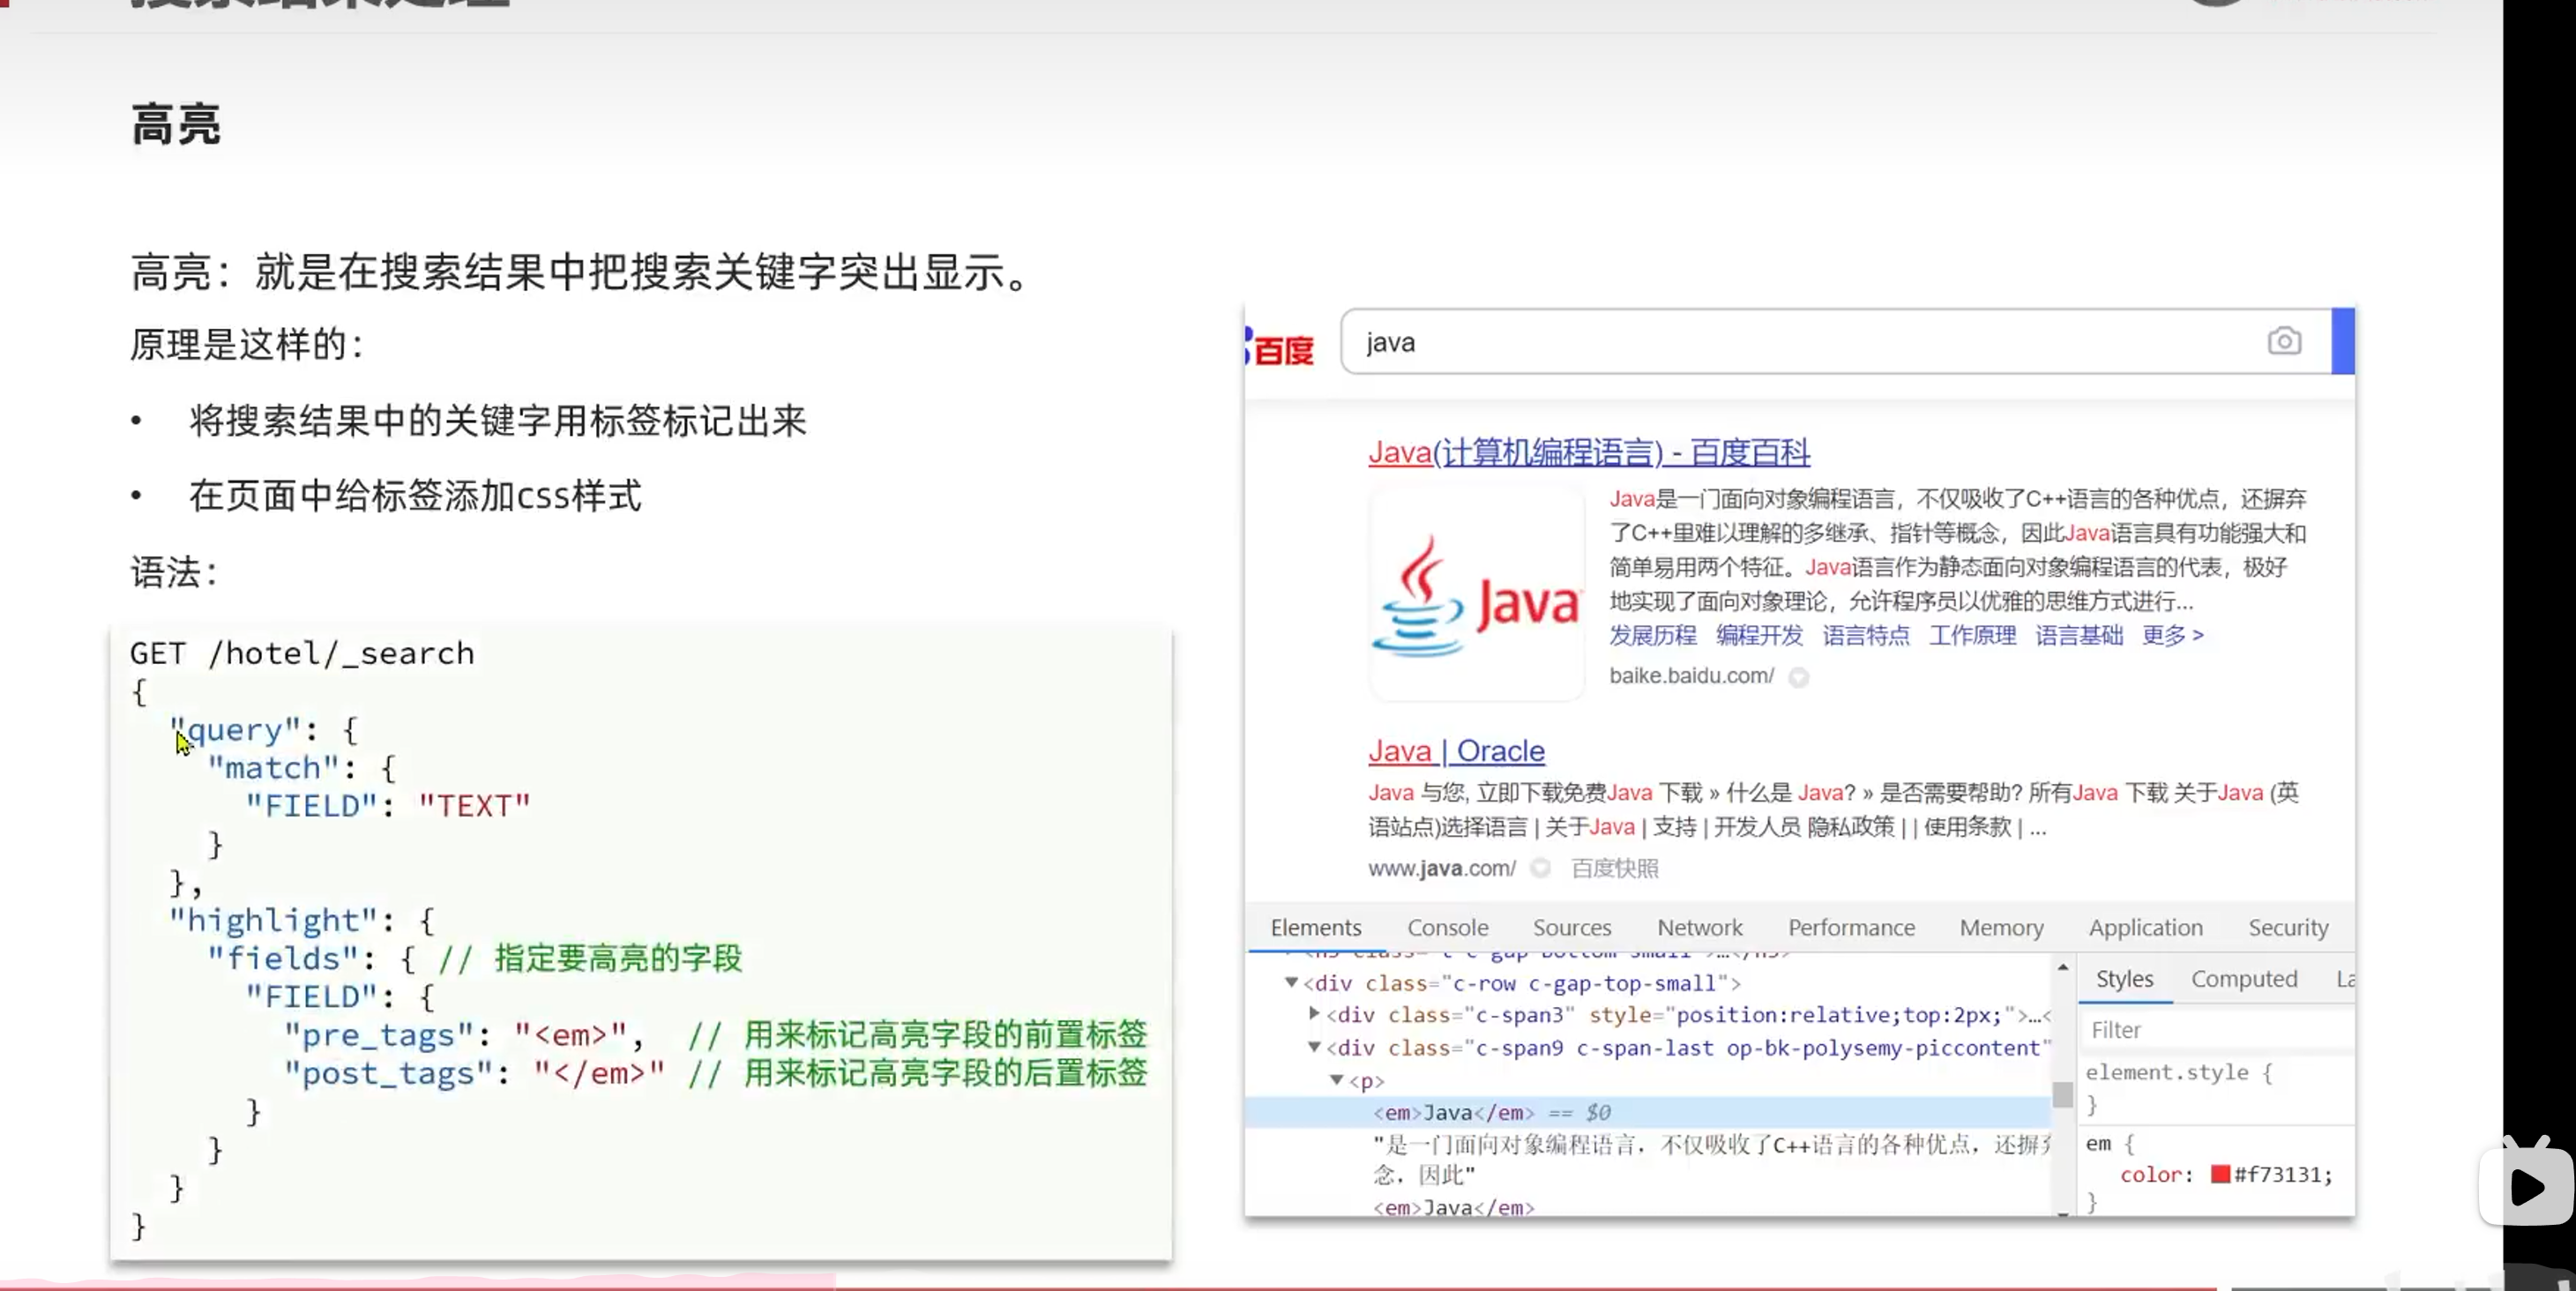 搜索结果处理
高亮
高亮：就是在搜索结果中把搜索关键字突出显示。
原理是这样的：
• 将搜索结果中的关键字用标签标记出来
• 在页面中给标签添加css样式
语法：
GET /hotel/_search
{
"query": {
"match": {
"FIELD": "TEXT"
}
},
"highlight": {
"fields": { // 指定要高亮的字段
"FIELD": {
"pre_tags": "<em>", // 用来标记高亮字段的前置标签
"post_tags": "</em>" // 用来标记高亮字段的后置标签
}
}
}
}
百度
java
Java(计算机编程语言) - 百度百科
Java
Java是一门面向对象编程语言，不仅吸收了C++语言的各种优点，还摒弃
了C++里难以理解的多继承、指针等概念，因此Java语言具有功能强大和
简单易用两个特征。Java语言作为静态面向对象编程语言的代表，极好
地实现了面向对象理论，允许程序员以优雅的思维方式进行...
发展历程 编程开发 语言特点 工作原理 语言基础 更多 >
baike.baidu.com/
Java | Oracle
Java 与您, 立即下载免费Java 下载 » 什么是 Java? » 是否需要帮助? 所有Java 下载 关于Java (英
语站点)选择语言 | 关于Java | 支持 | 开发人员 隐私政策 | | 使用条款 | ...
www.java.com/ 百度快照
Elements Console Sources Network Performance Memory Application Security
<div class="c-row c-gap-top-small">
<div class="c-span3" style="position:relative;top:2px;">…<
<div class="c-span9 c-span-last op-bk-polysemy-piccontent"
<p>
<em>Java</em> == $0
"是一门面向对象编程语言，不仅吸收了C++语言的各种优点，还摒弃
念，因此"
<em>Java</em>
Styles Computed La
Filter
element.style {
}
em {
color: #f73131;
}